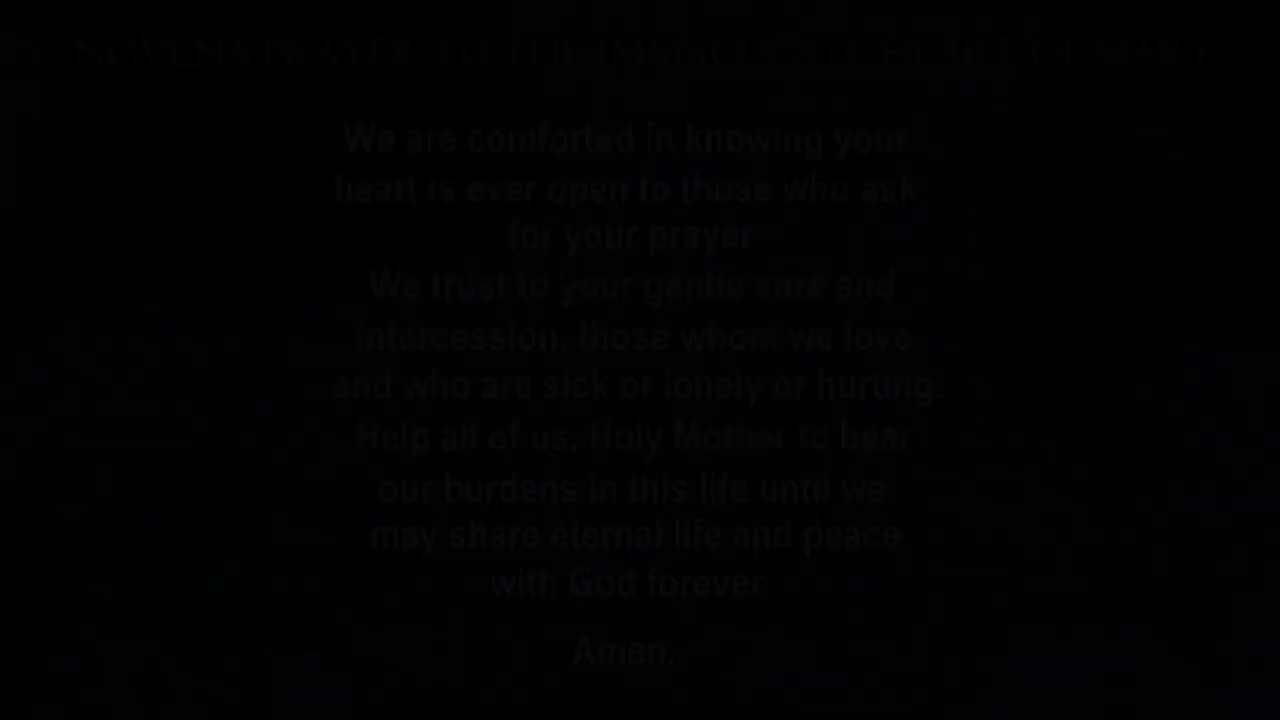 NOVENA PRAYER TO THE IMMACULATE HEART OF MARY
We are comforted in knowing your
heart is ever open to those who ask
for your prayer
We trust to your gentle care and
intercession, those whom we love
and who are sick or lonely or hurting.
Help all of us, Holy Mother to bear
our burdens in this life until we
may share eternal life and peace
with God forever
Amen.